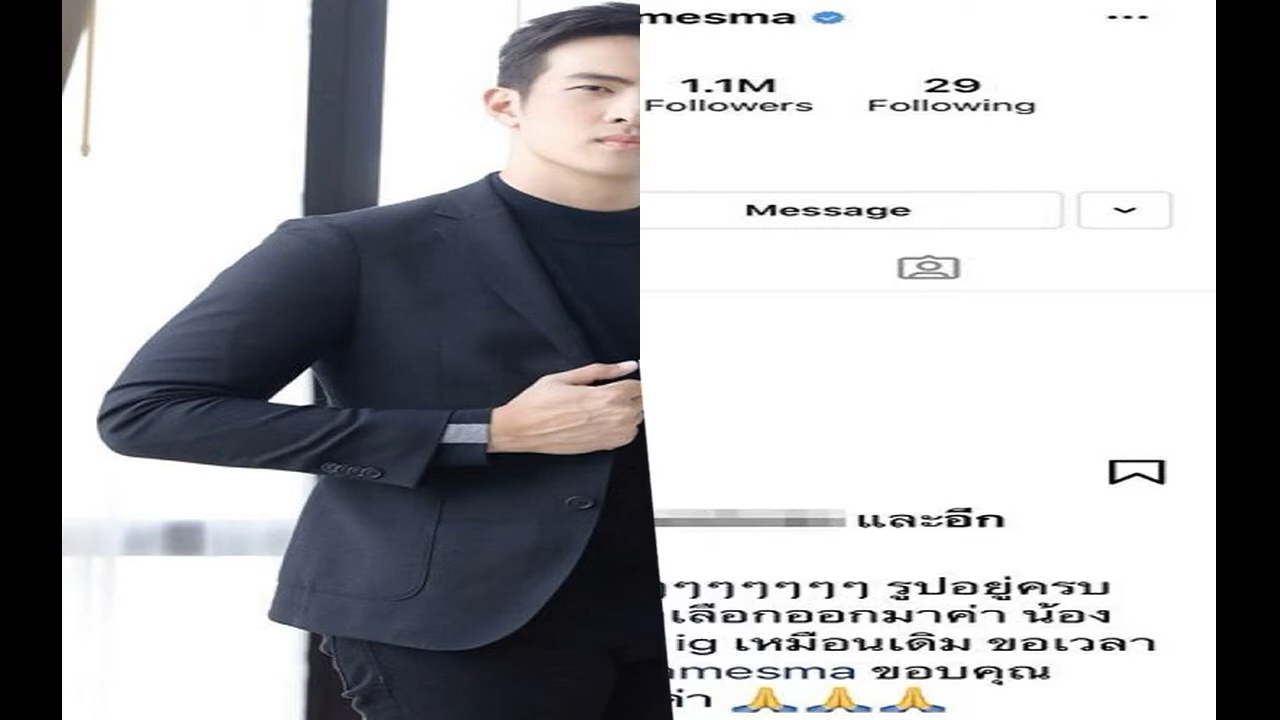 mesma
1.1M 29
Followers Following
Message
และอีก
ๆๆๆๆๆๆๆ รูปอยู่ครบ
เลือกออกมาค่า น้อง
ig เหมือนเดิม ขอเวลา
mesma ขอบคุณ
ค่า 🙏🙏🙏